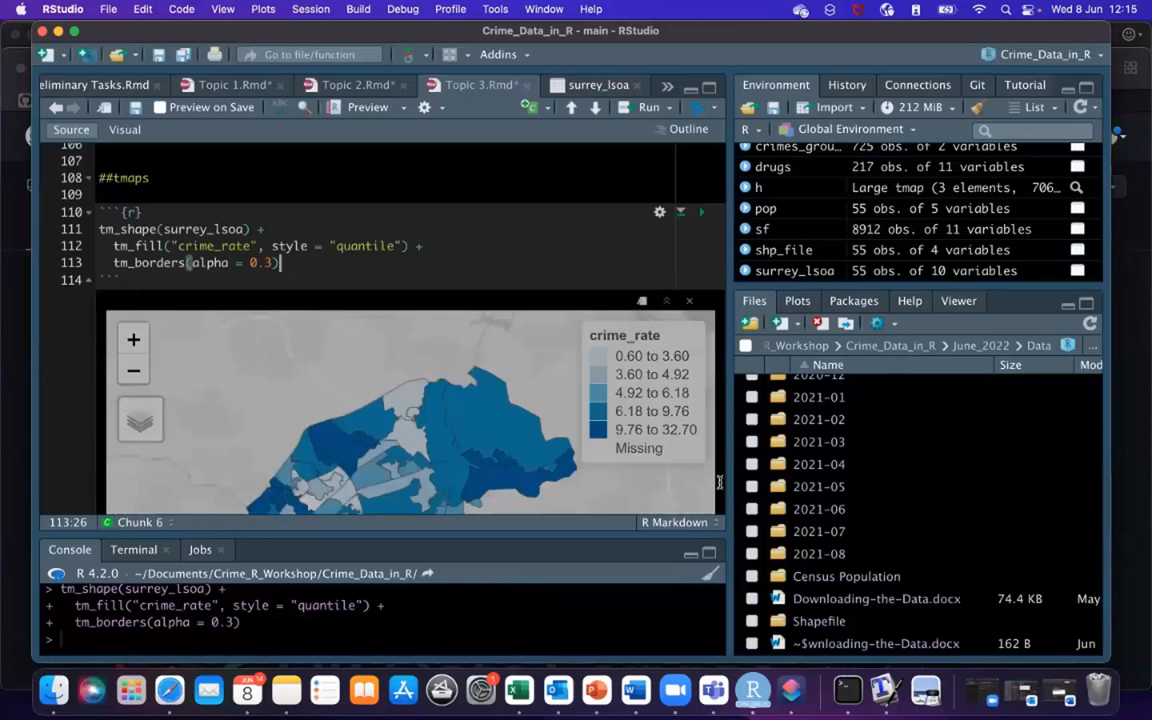 RStudio File Edit Code View Plots Session Build Debug Profile Tools Window Help Wed 8 Jun 12:15
Crime_Data_in_R - main - RStudio
Go to file/function Addins Crime_Data_in_R
eliminary Tasks.Rmd Topic 1.Rmd* Topic 2.Rmd* Topic 3.Rmd* surrey_lsoa
Preview on Save ABC Preview Run
Source Visual Outline
106
107
108 ##tmaps
109
110 ```{r}
111 tm_shape(surrey_lsoa) +
112 tm_fill("crime_rate", style = "quantile") +
113 tm_borders(alpha = 0.3)
114 ```
+
−
crime_rate
0.60 to 3.60
3.60 to 4.92
4.92 to 6.18
6.18 to 9.76
9.76 to 32.70
Missing
113:26 Chunk 6 R Markdown
Console Terminal Jobs
R 4.2.0 · ~/Documents/Crime_R_Workshop/Crime_Data_in_R/
> tm_shape(surrey_lsoa) +
+ tm_fill("crime_rate", style = "quantile") +
+ tm_borders(alpha = 0.3)
>
Environment History Connections Git Tutorial
Import 212 MiB List
R Global Environment
crimes_grou… 725 obs. of 2 variables
drugs 217 obs. of 11 variables
h Large tmap (3 elements, 706…
pop 55 obs. of 5 variables
sf 8912 obs. of 11 variables
shp_file 55 obs. of 4 variables
surrey_lsoa 55 obs. of 10 variables
Files Plots Packages Help Viewer
R_Workshop Crime_Data_in_R June_2022 Data ...
Name Size Mod
2020-12
2021-01
2021-02
2021-03
2021-04
2021-05
2021-06
2021-07
2021-08
Census Population
Downloading-the-Data.docx 74.4 KB May
Shapefile
~$wnloading-the-Data.docx 162 B Jun
JUN 14
8
1